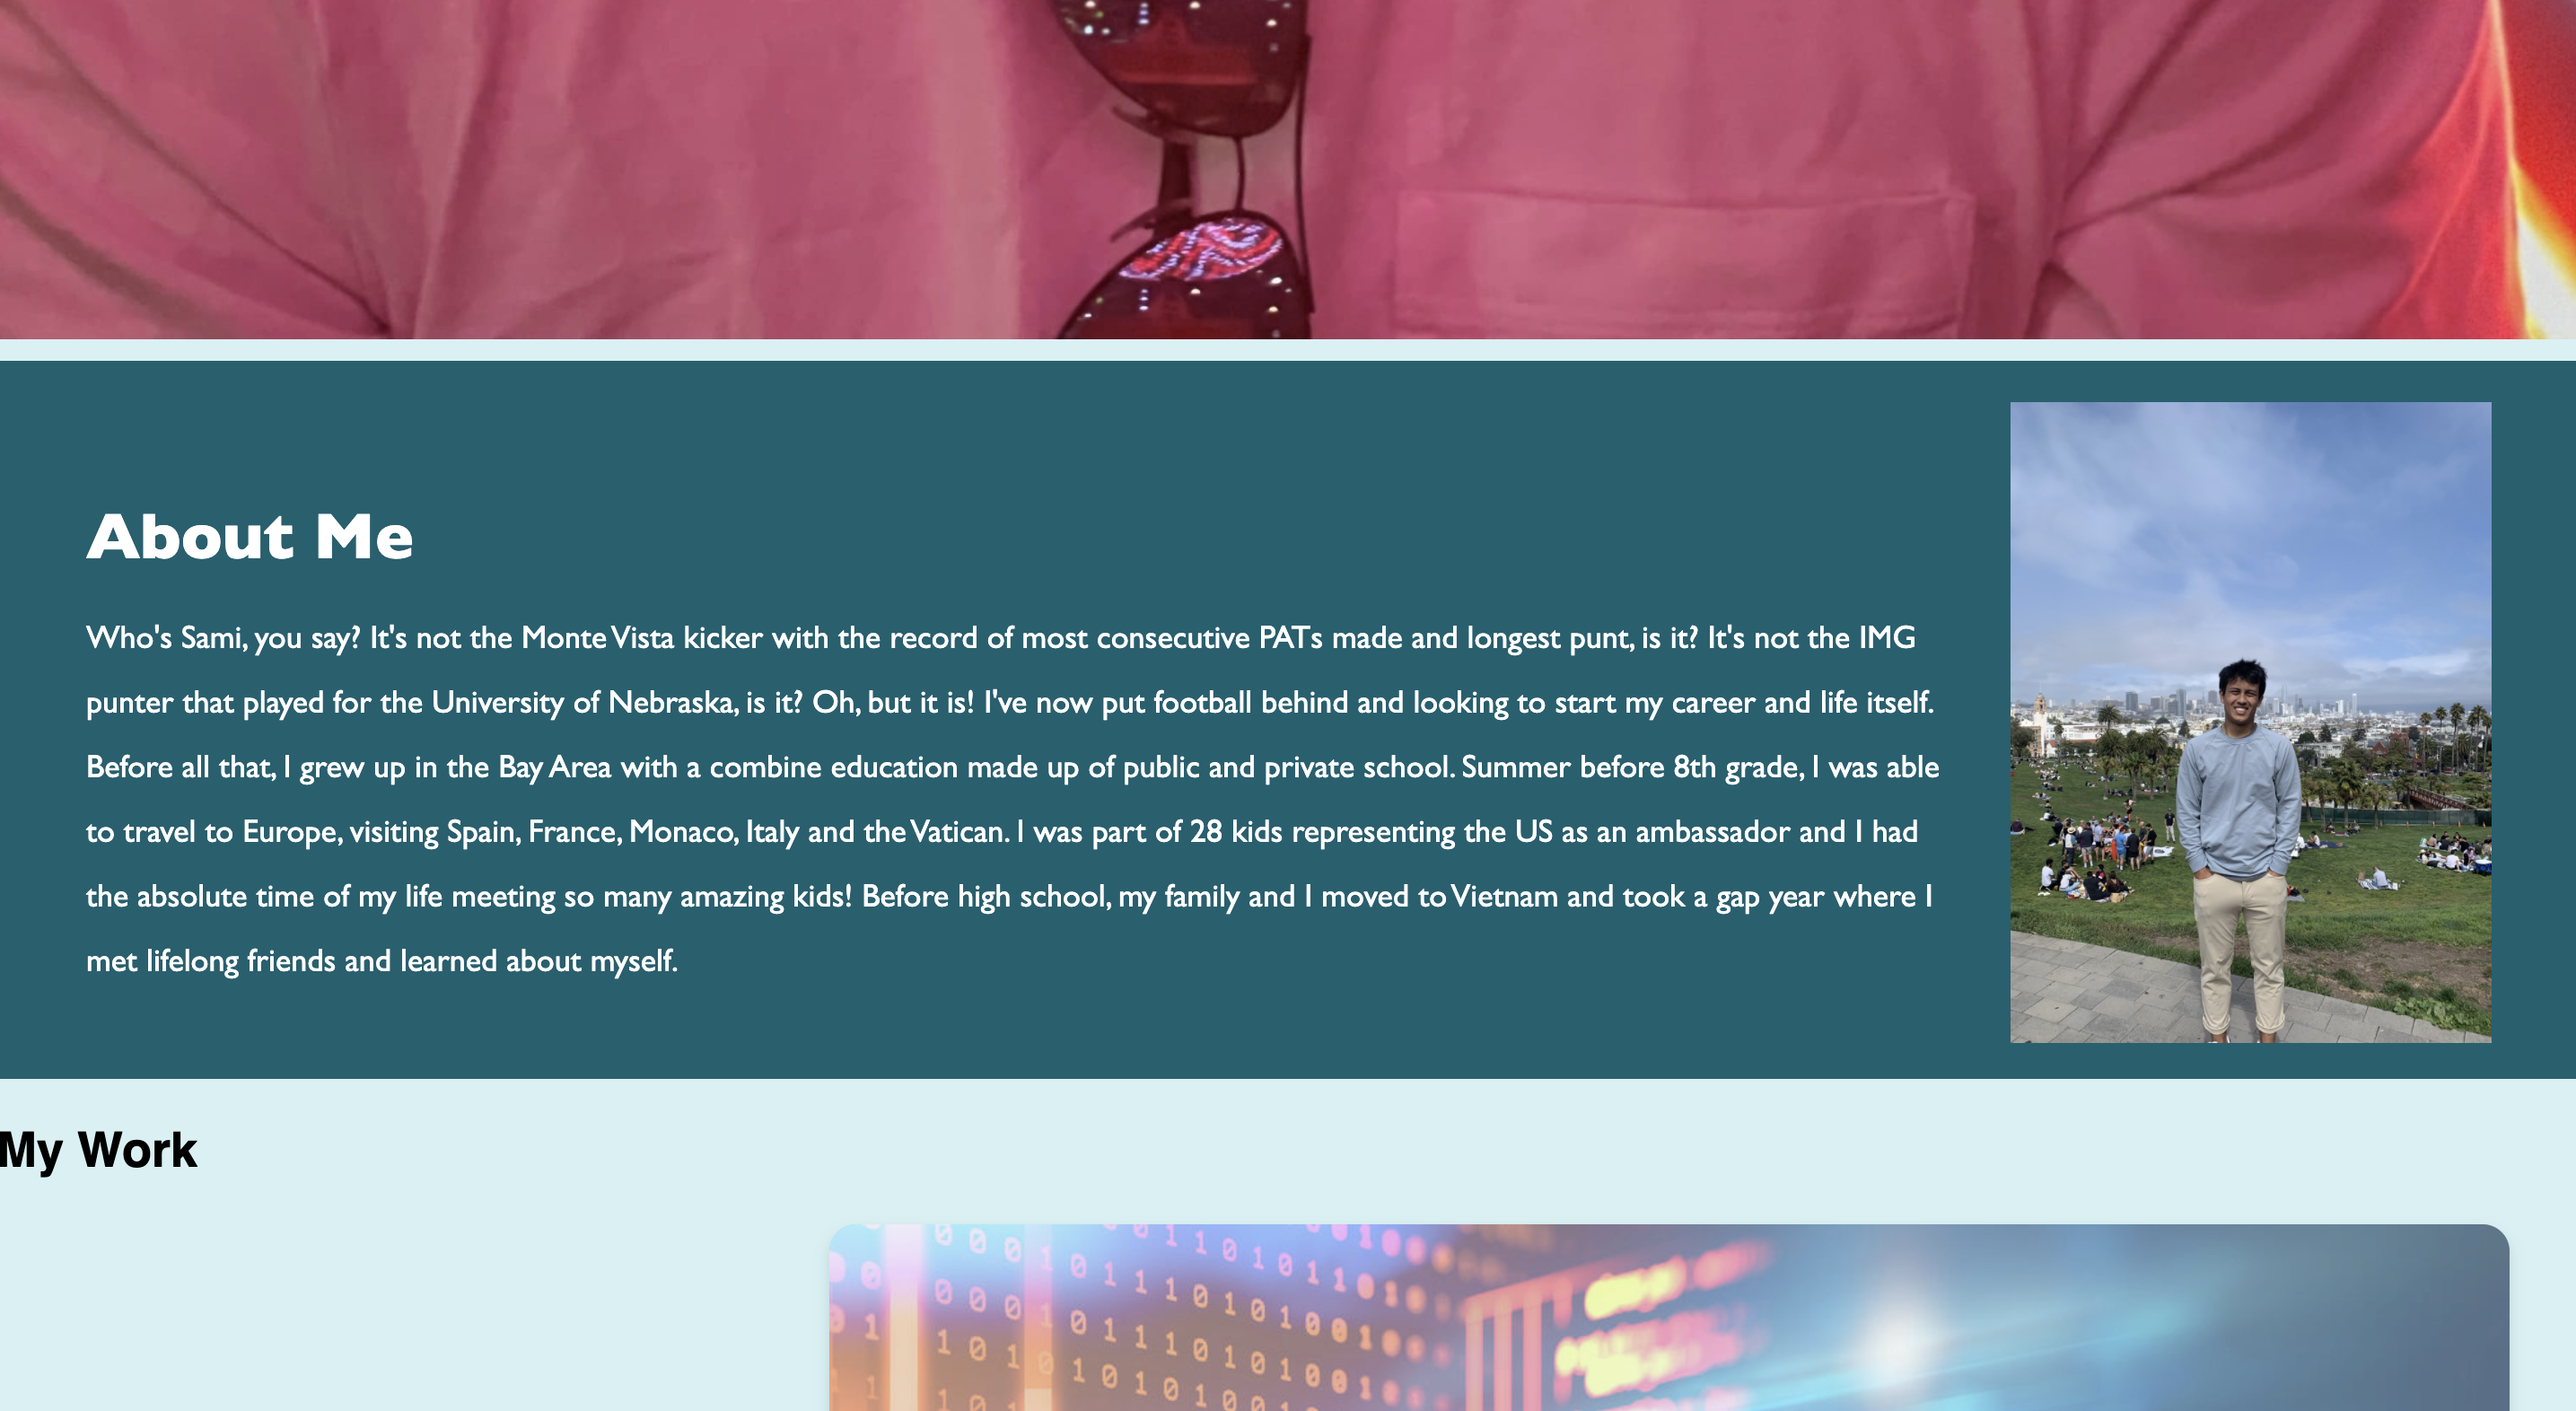 About Me
Who's Sami, you say? It's not the Monte Vista kicker with the record of most consecutive PATs made and longest punt, is it? It's not the IMG
punter that played for the University of Nebraska, is it? Oh, but it is! I've now put football behind and looking to start my career and life itself.
Before all that, I grew up in the Bay Area with a combine education made up of public and private school. Summer before 8th grade, I was able
to travel to Europe, visiting Spain, France, Monaco, Italy and the Vatican. I was part of 28 kids representing the US as an ambassador and I had
the absolute time of my life meeting so many amazing kids! Before high school, my family and I moved to Vietnam and took a gap year where I
met lifelong friends and learned about myself.
My Work